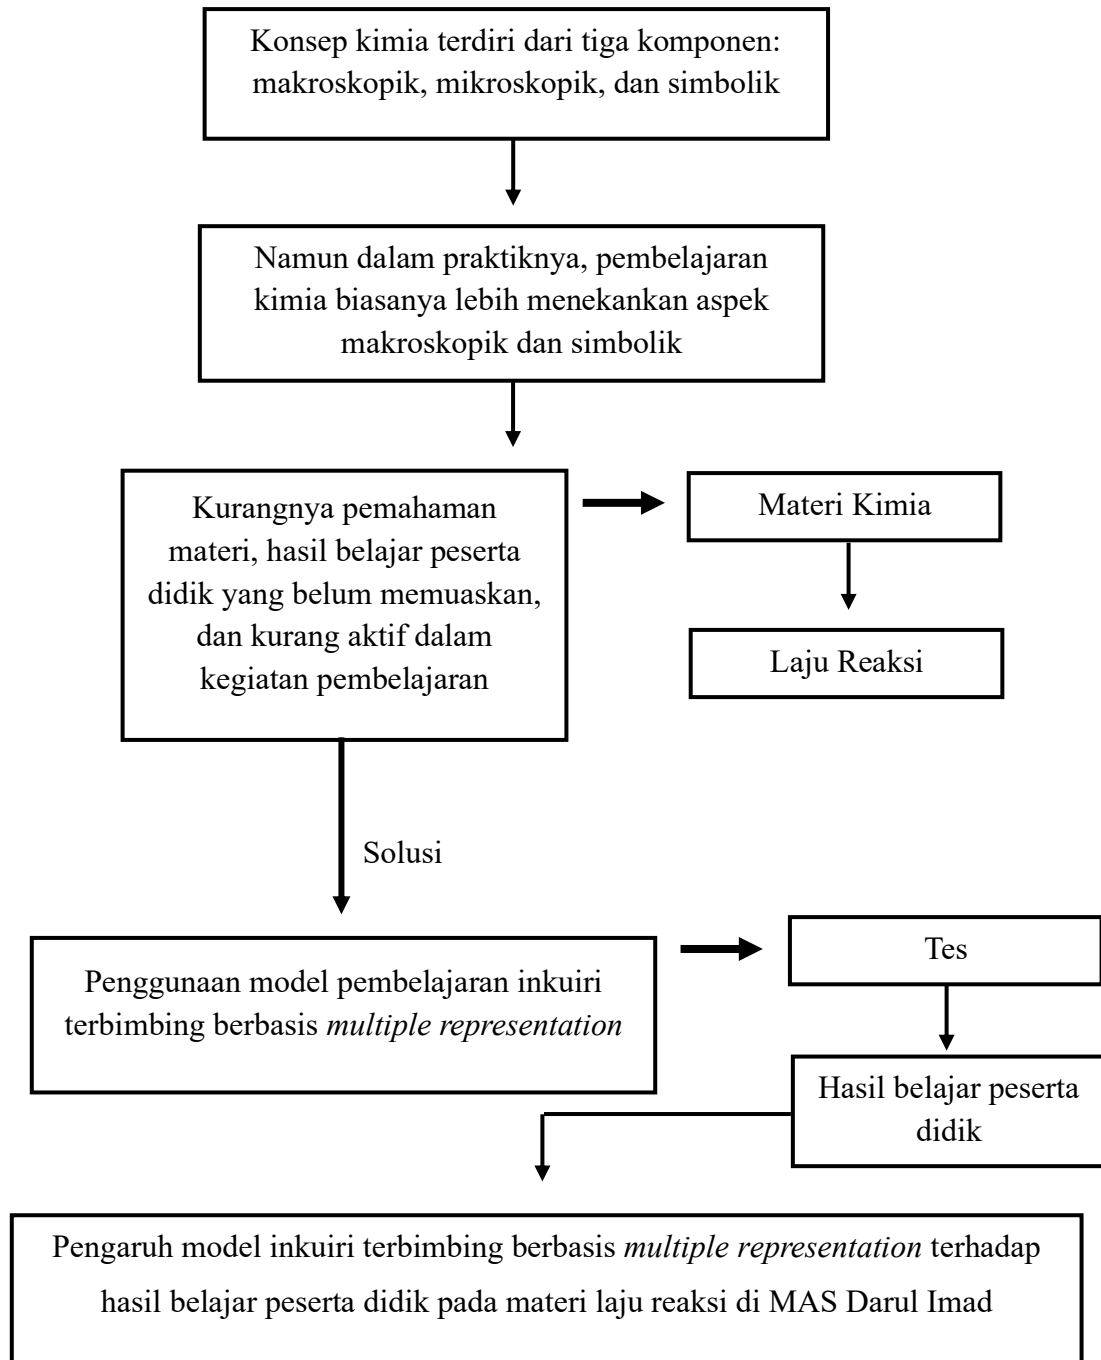 Konsep kimia terdiri dari tiga komponen:
makroskopik, mikroskopik, dan simbolik
Namun dalam praktiknya, pembelajaran
kimia biasanya lebih menekankan aspek
makroskopik dan simbolik
Kurangnya pemahaman
materi, hasil belajar peserta
didik yang belum memuaskan,
dan kurang aktif dalam
kegiatan pembelajaran
Materi Kimia
Laju Reaksi
Solusi
Penggunaan model pembelajaran inkuiri
terbimbing berbasis multiple representation
Tes
Hasil belajar peserta
didik
Pengaruh model inkuiri terbimbing berbasis multiple representation terhadap
hasil belajar peserta didik pada materi laju reaksi di MAS Darul Imad